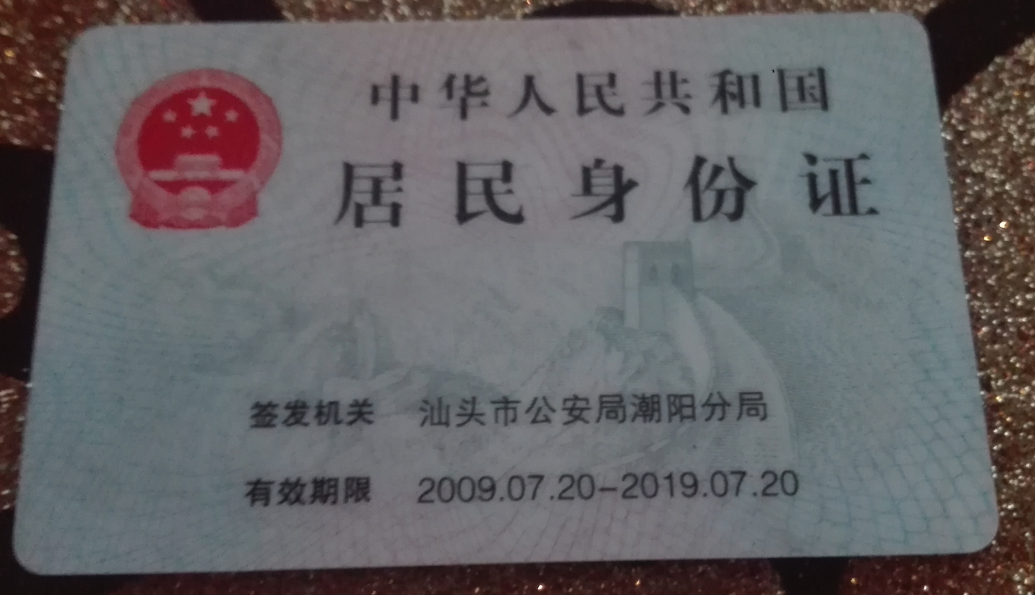 中华人民共和国
居民身份证
签发机关 汕头市公安局潮阳分局
有效期限 2009.07.20-2019.07.20